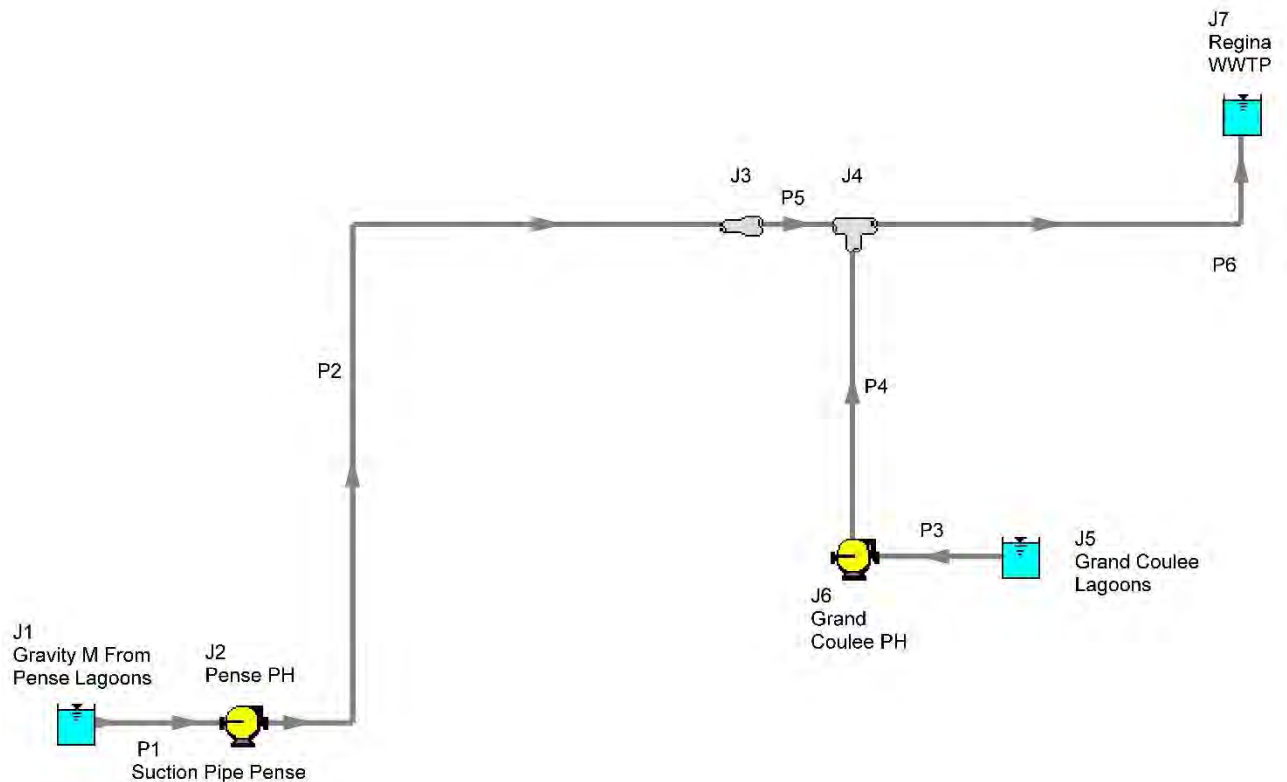 J7
Regina
WWTP
J3
P5
J4
P6
P2
P4
P3
J5
Grand Coulee
Lagoons
J6
Grand
Coulee PH
J1
Gravity M From
Pense Lagoons
J2
Pense PH
P1
Suction Pipe Pense